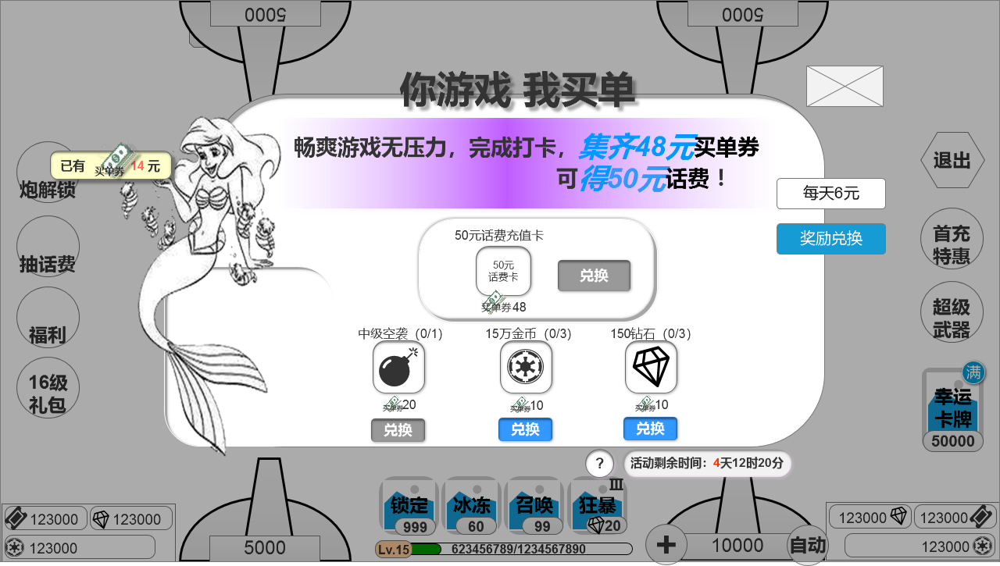 5000
5000
你游戏 我买单
畅爽游戏无压力，完成打卡，集齐48元买单券
可得50元话费！
已有 买单券 14 元
炮解锁
抽话费
福利
16级
礼包
每天6元
奖励兑换
退出
首充
特惠
超级
武器
满
幸运
卡牌
50000
50元话费充值卡
50元
话费卡
兑换
买单券 48
中级空袭（0/1）
15万金币（0/3）
150钻石（0/3）
买单券20
买单券10
买单券10
兑换
兑换
兑换
?
活动剩余时间：4天12时20分
锁定
999
冰冻
60
召唤
99
III
狂暴
20
Lv.15
623456789/1234567890
123000
123000
123000
5000
+
10000
自动
123000
123000
123000